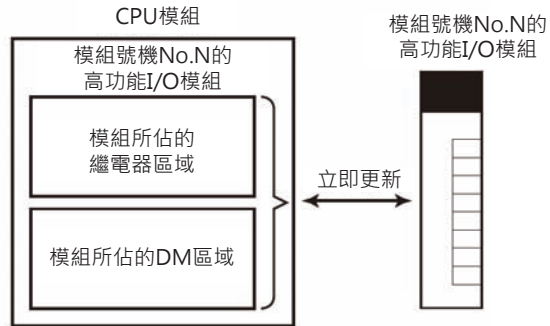 CPU模組
模組號機No.N的
高功能I/O模組
模組所佔的
繼電器區域
模組所佔的DM區域
立即更新
模組號機No.N的
高功能I/O模組